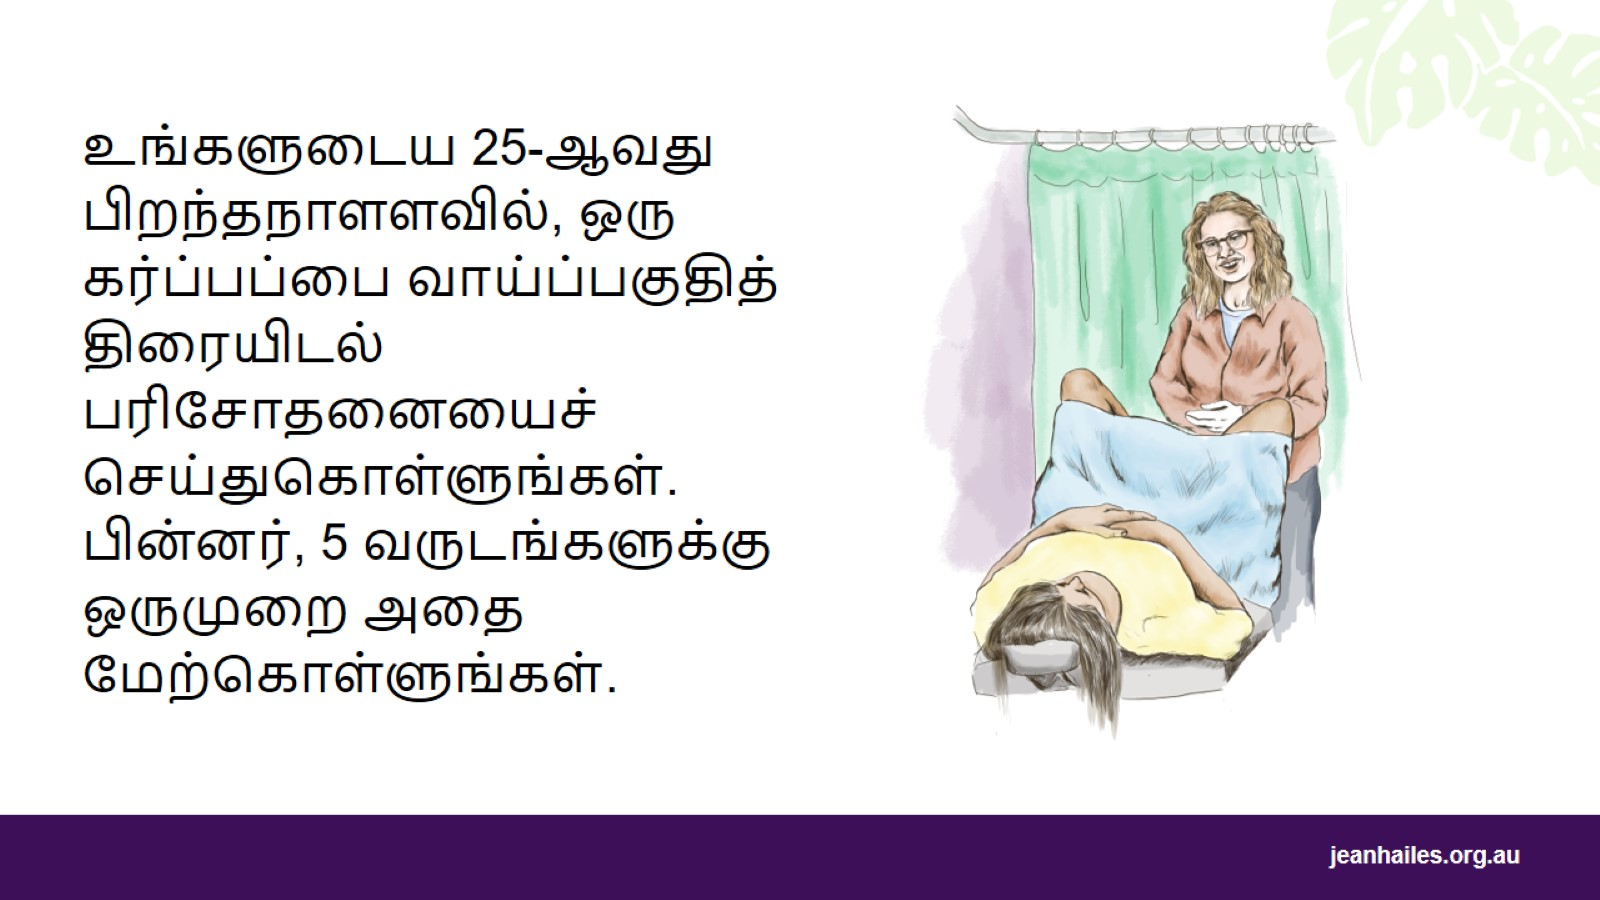 உங்களுடைய 25-ஆவது
பிறந்தநாளளவில், ஒரு
கர்ப்பப்பை வாய்ப்பகுதித்
திரையிடல்
பரிசோதனையைச்
செய்துகொள்ளுங்கள்.
பின்னர், 5 வருடங்களுக்கு
ஒருமுறை அதை
மேற்கொள்ளுங்கள்.
jeanhailes.org.au